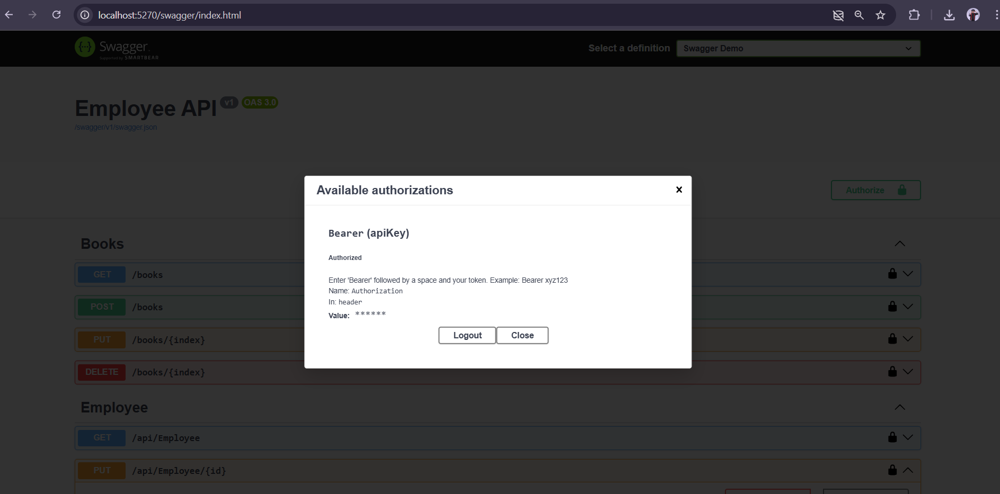 localhost:5270/swagger/index.html
Swagger.
Supported by SMARTBEAR
Select a definition
Swagger Demo
Employee API v1 OAS 3.0
/swagger/v1/swagger.json
Authorize
Available authorizations
Bearer (apiKey)
Authorized
Enter 'Bearer' followed by a space and your token. Example: Bearer xyz123
Name: Authorization
In: header
Value: ******
Logout Close
Books
GET /books
POST /books
PUT /books/{index}
DELETE /books/{index}
Employee
GET /api/Employee
PUT /api/Employee/{id}